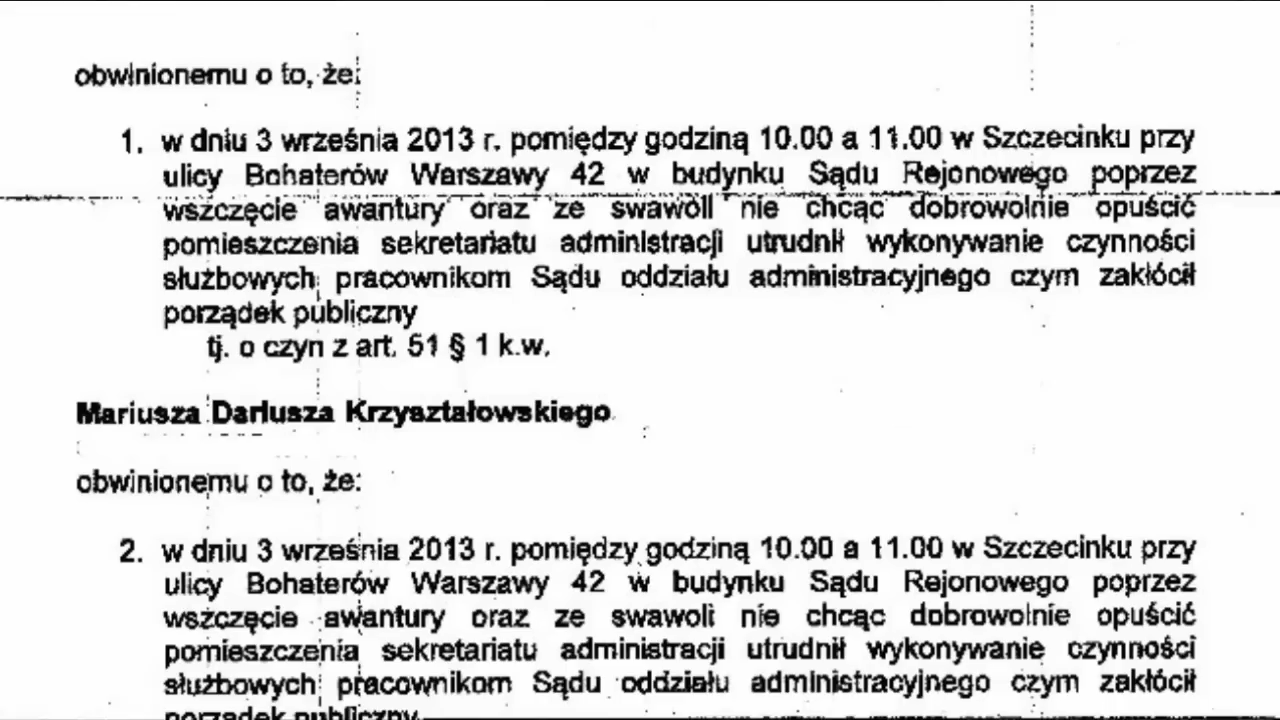 obwinionemu o to, że:
1. w dniu 3 września 2013 r. pomiędzy godziną 10.00 a 11.00 w Szczecinku przy
ulicy Bohaterów Warszawy 42 w budynku Sądu Rejonowego poprzez
wszczęcie awantury oraz ze swawoli nie chcąc dobrowolnie opuścić
pomieszczenia sekretariatu administracji utrudnił wykonywanie czynności
służbowych pracownikom Sądu oddziału administracyjnego czym zakłócił
porządek publiczny
tj. o czyn z art. 51 § 1 k.w.
Mariusza Dariusza Krzyształowskiego
obwinionemu o to, że:
2. w dniu 3 września 2013 r. pomiędzy godziną 10.00 a 11.00 w Szczecinku przy
ulicy Bohaterów Warszawy 42 w budynku Sądu Rejonowego poprzez
wszczęcie awantury oraz ze swawoli nie chcąc dobrowolnie opuścić
pomieszczenia sekretariatu administracji utrudnił wykonywanie czynności
służbowych pracownikom Sądu oddziału administracyjnego czym zakłócił
porządek publiczny